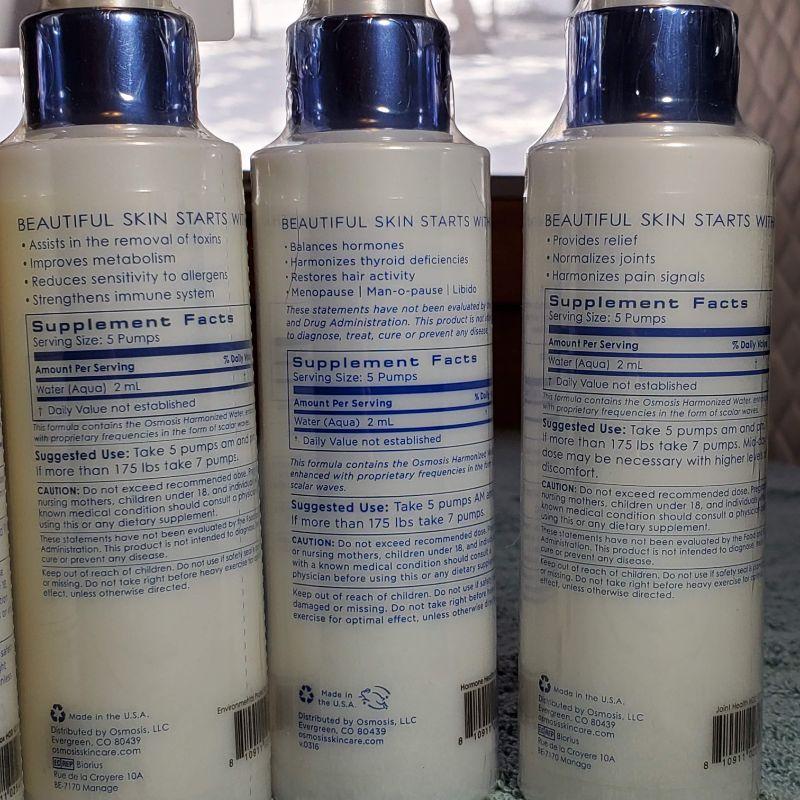 BEAUTIFUL SKIN STARTS WIT
• Assists in the removal of toxins
• Improves metabolism
• Reduces sensitivity to allergens
• Strengthens immune system
Supplement Facts
Serving Size: 5 Pumps
Amount Per Serving % Daily
Water (Aqua) 2 mL †
† Daily Value not established
This formula contains the Osmosis Harmonized Water,
with proprietary frequencies in the form of scalar waves.
Suggested Use: Take 5 pumps am and
If more than 175 lbs take 7 pumps.
CAUTION: Do not exceed recommended dose.
nursing mothers, children under 18, and individuals
known medical condition should consult a physician
using this or any dietary supplement.
These statements have not been evaluated by the Food
Administration. This product is not intended to diagnose,
cure or prevent any disease.
Keep out of reach of children. Do not use if safety seal is
or missing. Do not take right before heavy exercise for
effect, unless otherwise directed.
Made in the U.S.A.
Distributed by Osmosis, LLC
Evergreen, CO 80439
osmosisskincare.com
EC REP Biorius
Rue de la Croyere 10A
BE-7170 Manage
8 10911
BEAUTIFUL SKIN STARTS WITH
• Balances hormones
• Harmonizes thyroid deficiencies
• Restores hair activity
• Menopause | Man-o-pause | Libido
These statements have not been evaluated by
and Drug Administration. This product is not
to diagnose, treat, cure or prevent any disease.
Supplement Facts
Serving Size: 5 Pumps
Amount Per Serving %
Water (Aqua) 2 mL
† Daily Value not established
This formula contains the Osmosis Harmonized Water
enhanced with proprietary frequencies in the form
scalar waves.
Suggested Use: Take 5 pumps AM
If more than 175 lbs take 7 pumps.
CAUTION: Do not exceed recommended dose.
or nursing mothers, children under 18, and
with a known medical condition should consult a
physician before using this or any dietary
Keep out of reach of children. Do not use if
damaged or missing. Do not take right before
exercise for optimal effect, unless otherwise
Made in
the U.S.A.
Distributed by Osmosis, LLC
Evergreen, CO 80439
osmosisskincare.com
v.0316
Hormone
8 10911
BEAUTIFUL SKIN STARTS WITH
• Provides relief
• Normalizes joints
• Harmonizes pain signals
Supplement Facts
Serving Size: 5 Pumps
Amount Per Serving % Daily
Water (Aqua) 2 mL
† Daily Value not established
This formula contains the Osmosis Harmonized Water,
with proprietary frequencies in the form of scalar waves.
Suggested Use: Take 5 pumps am and
If more than 175 lbs take 7 pumps.
dose may be necessary with higher levels
discomfort.
CAUTION: Do not exceed recommended dose.
nursing mothers, children under 18, and
known medical condition should consult a physician
using this or any dietary supplement.
These statements have not been evaluated by the Food and
Administration. This product is not intended to diagnose,
cure or prevent any disease.
Keep out of reach of children. Do not use if safety seal is
or missing. Do not take right before heavy exercise for
effect, unless otherwise directed.
Made in the U.S.A.
Distributed by Osmosis, LLC
Evergreen, CO 80439
osmosisskincare.com
EC REP Biorius
Rue de la Croyere 10A
BE-7170 Manage
Joint Health
8 10911